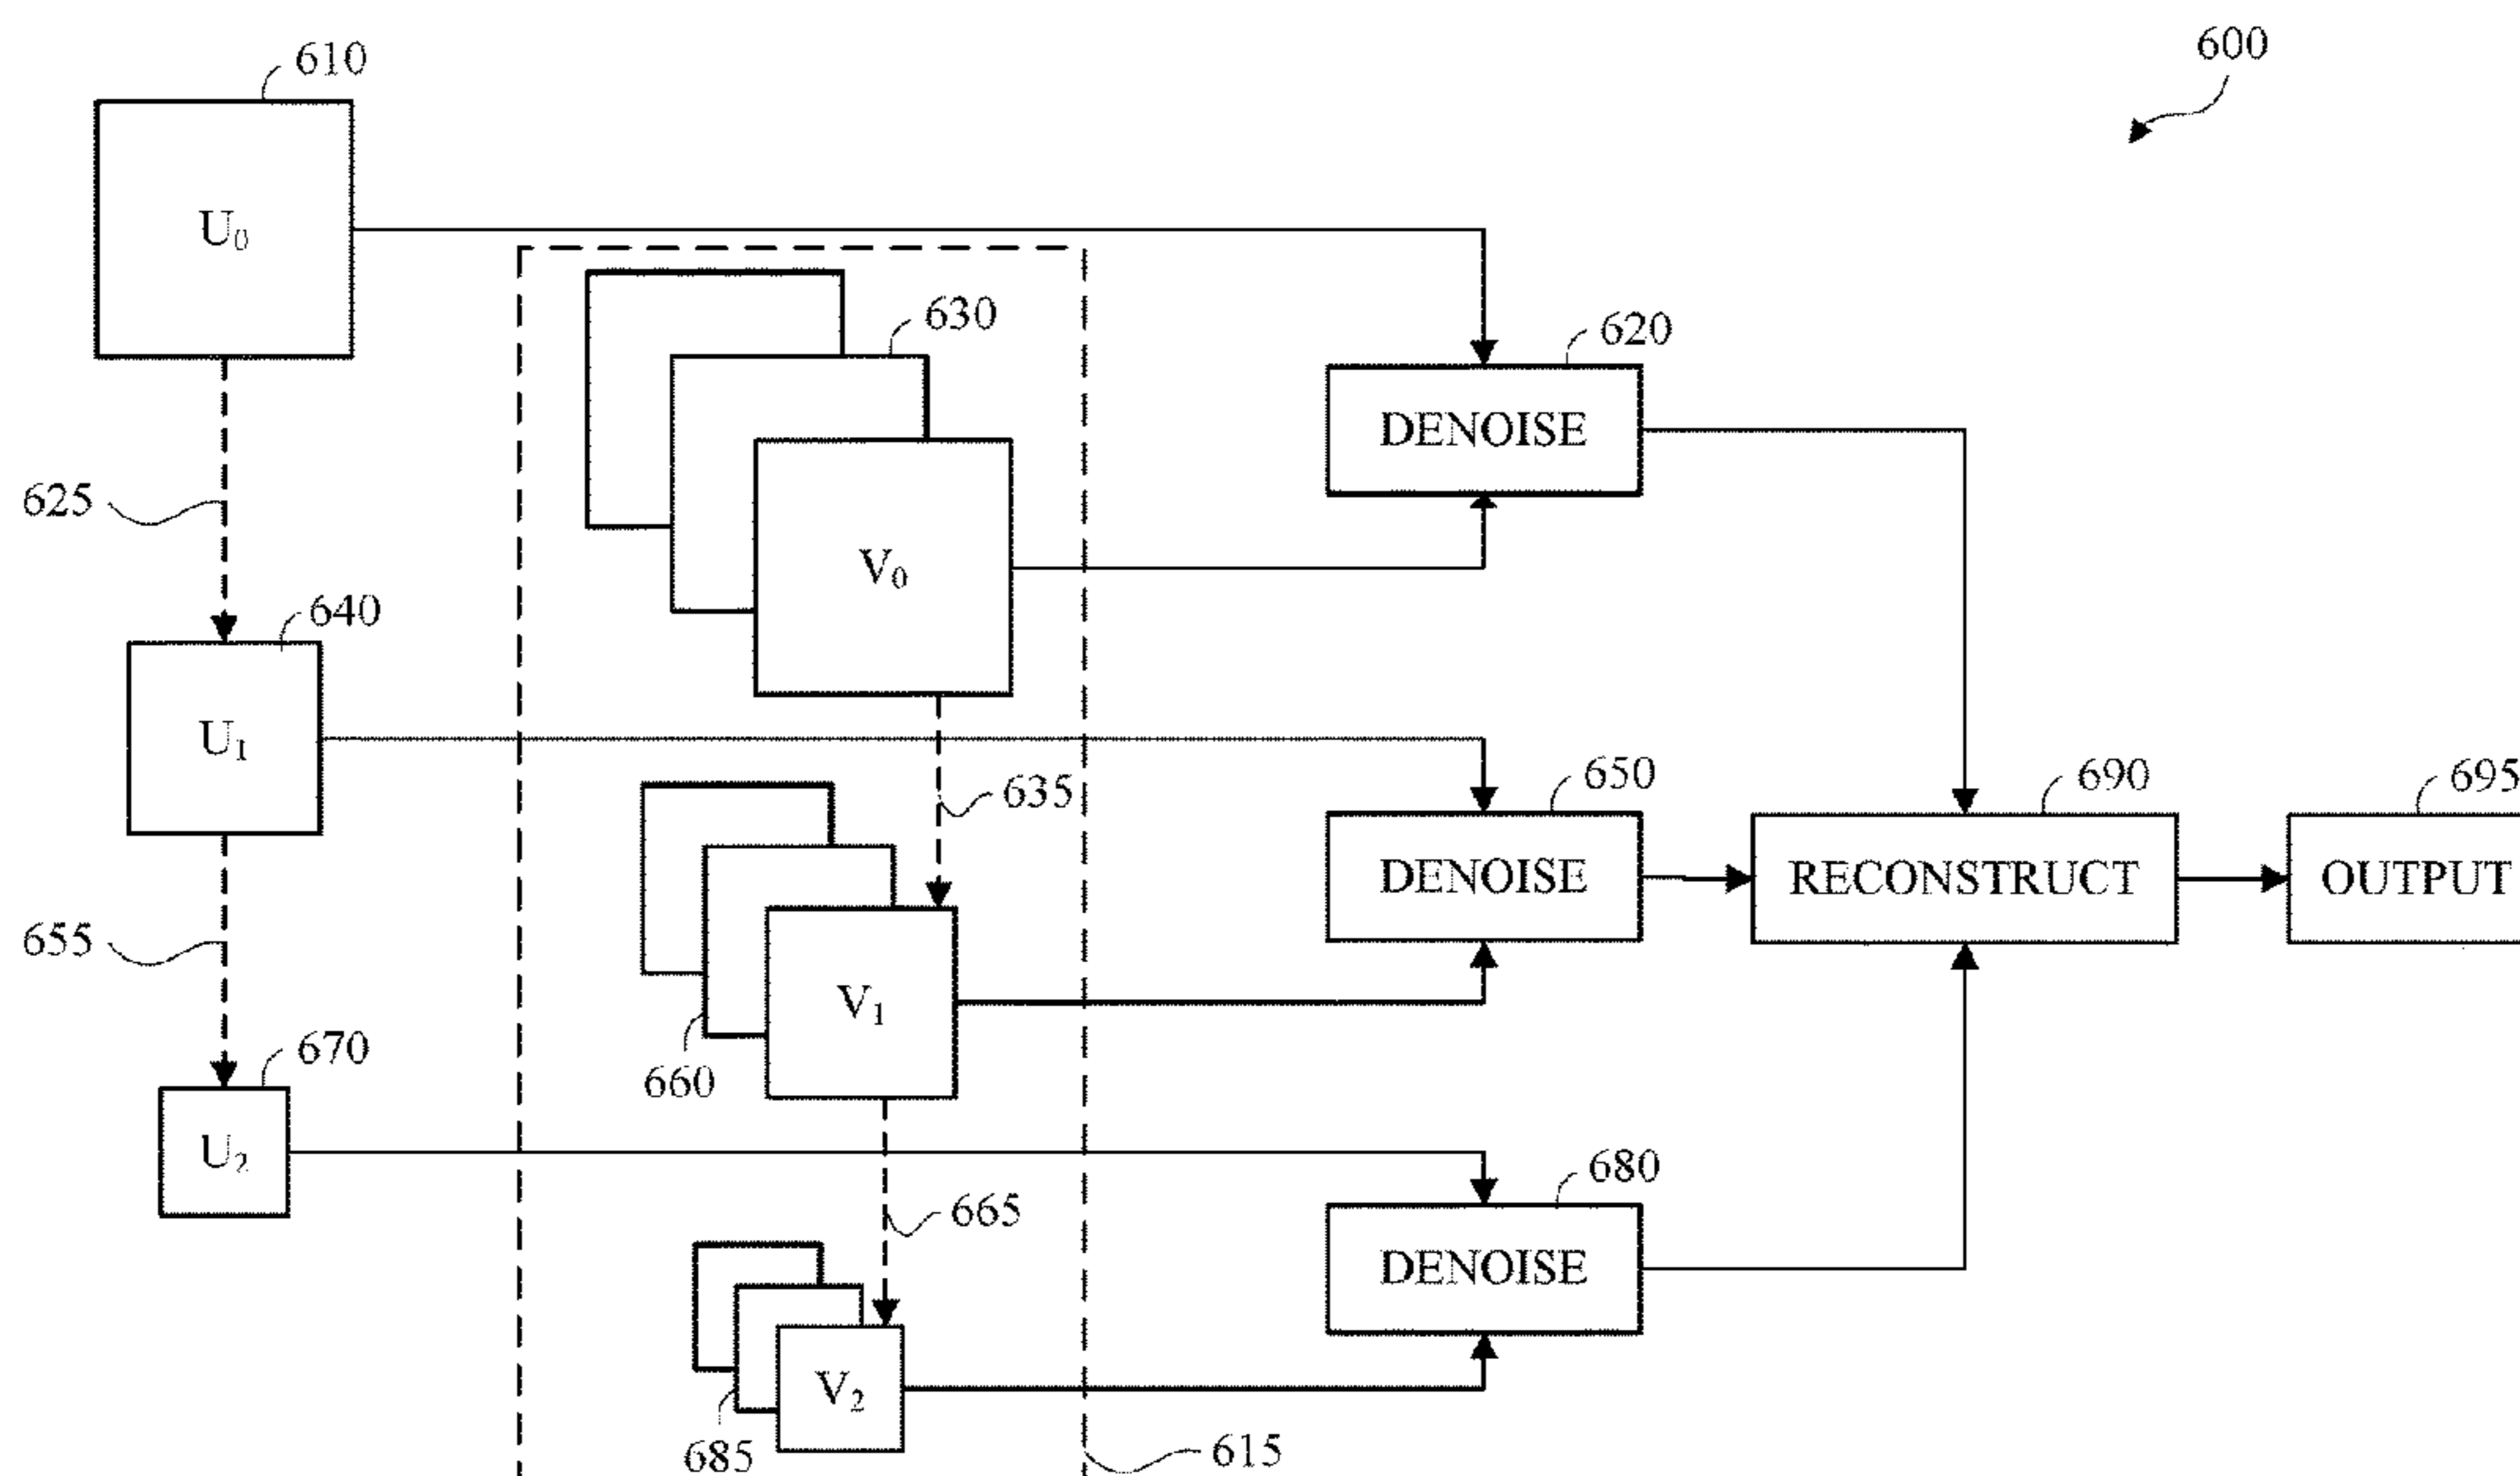 600
610
U₀
630
620
DENOISE
V₀
625
640
U₁
635
650
DENOISE
690
RECONSTRUCT
695
OUTPUT
655
V₁
660
670
U₂
665
680
DENOISE
V₂
685
615